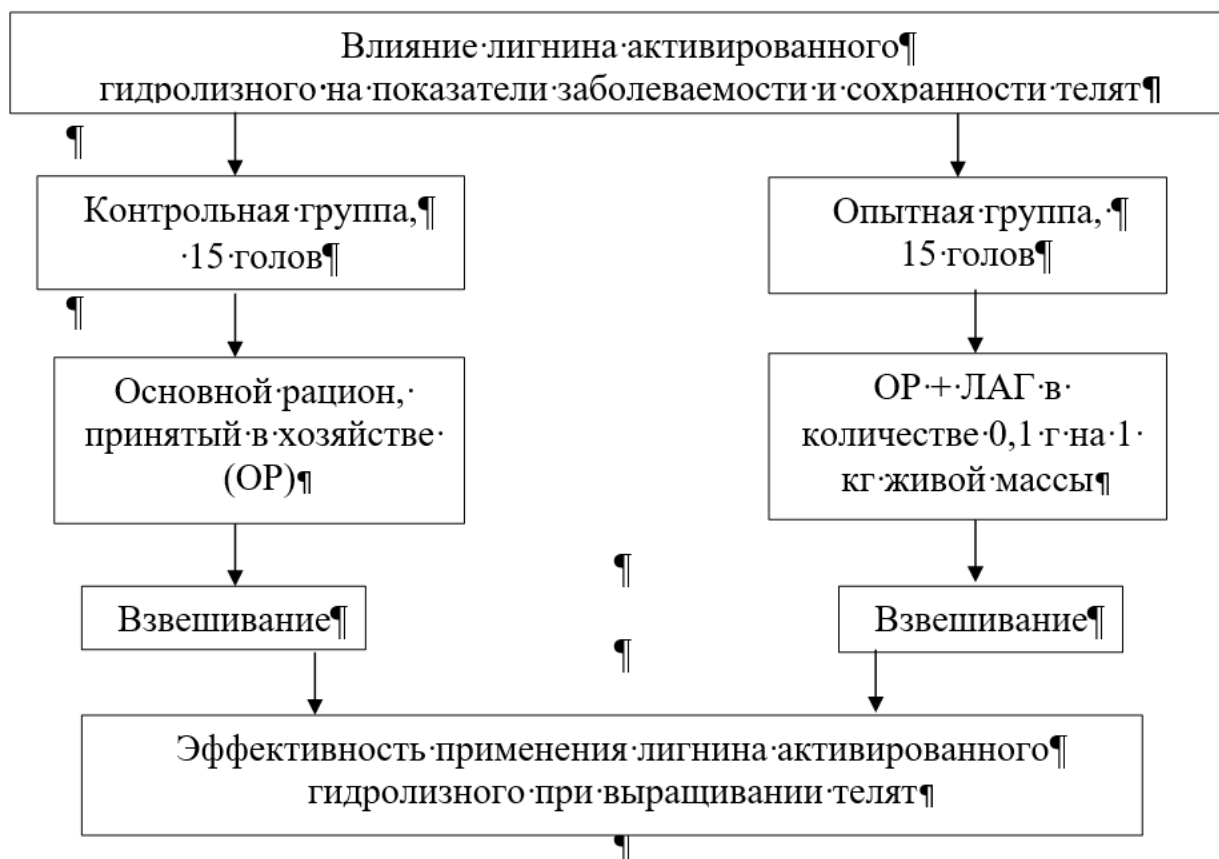 Влияние·лигнина·активированного¶
гидролизного·на·показатели·заболеваемости·и·сохранности·телят¶
¶
Контрольная·группа,¶
·15·голов¶
Опытная·группа,·¶
15·голов¶
¶
Основной·рацион,·
принятый·в·хозяйстве·
(ОР)¶
ОР·+·ЛАГ·в·
количестве·0,1·г·на·1·
кг·живой·массы¶
¶
Взвешивание¶
Взвешивание¶
¶
Эффективность·применения·лигнина·активированного¶
гидролизного·при·выращивании·телят¶
¶